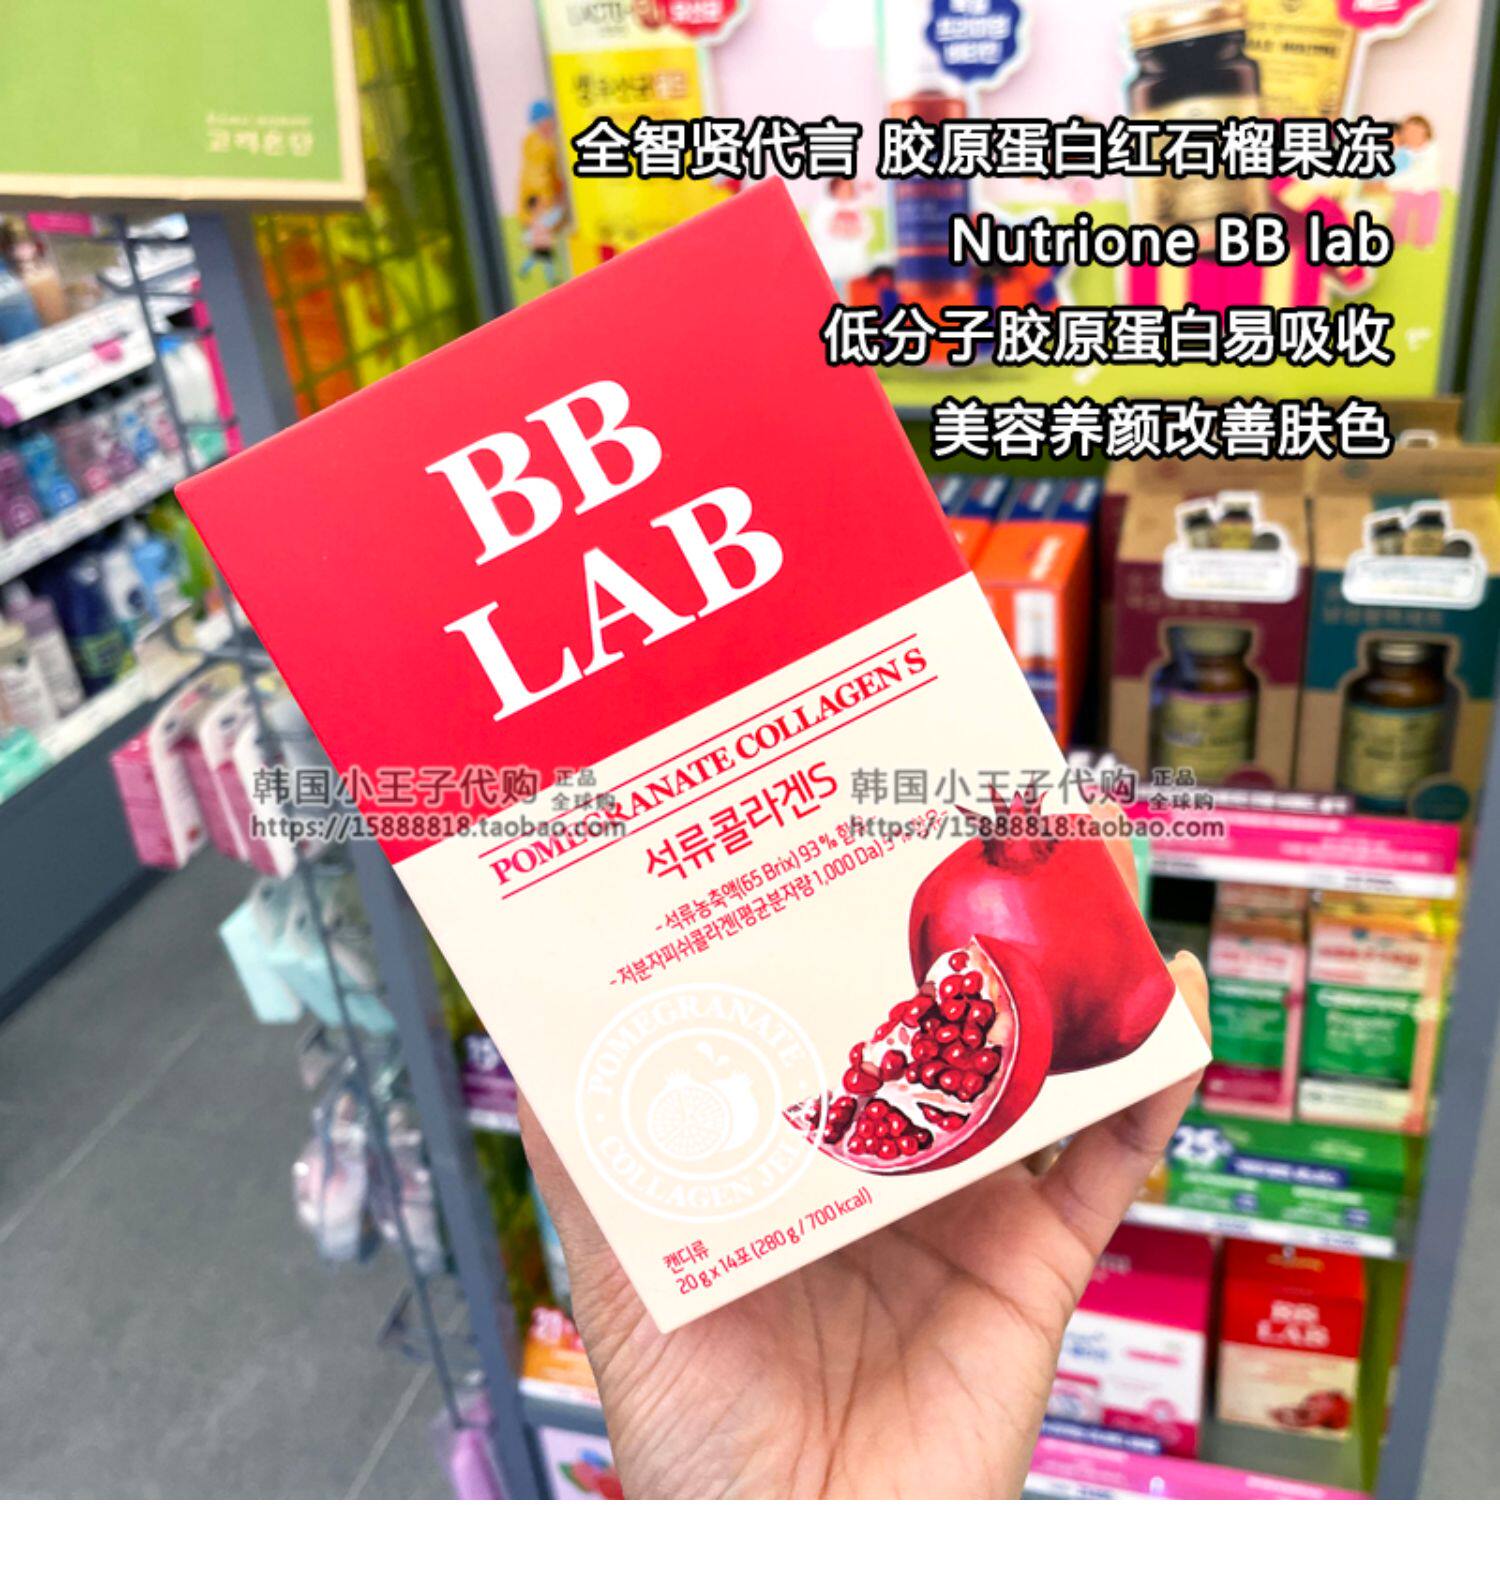 全智贤代言 胶原蛋白红石榴果冻
Nutrione BB lab
低分子胶原蛋白易吸收
美容养颜改善肤色
BB
LAB
POMEGRANATE COLLAGEN S
석류콜라겐S
-석류농축액(65 Brix) 93%
-저분자피쉬콜라겐(평균분자량 1,000 Da)
POMEGRANATE
COLLAGEN JELLY
캔디류
20 g x 14포 (280 g / 700 kcal)
韩国小王子代购 正品 全球购
https://15888818.taobao.com
韩国小王子代购 正品 全球购
https://15888818.taobao.com
고려은단
BB
LAB